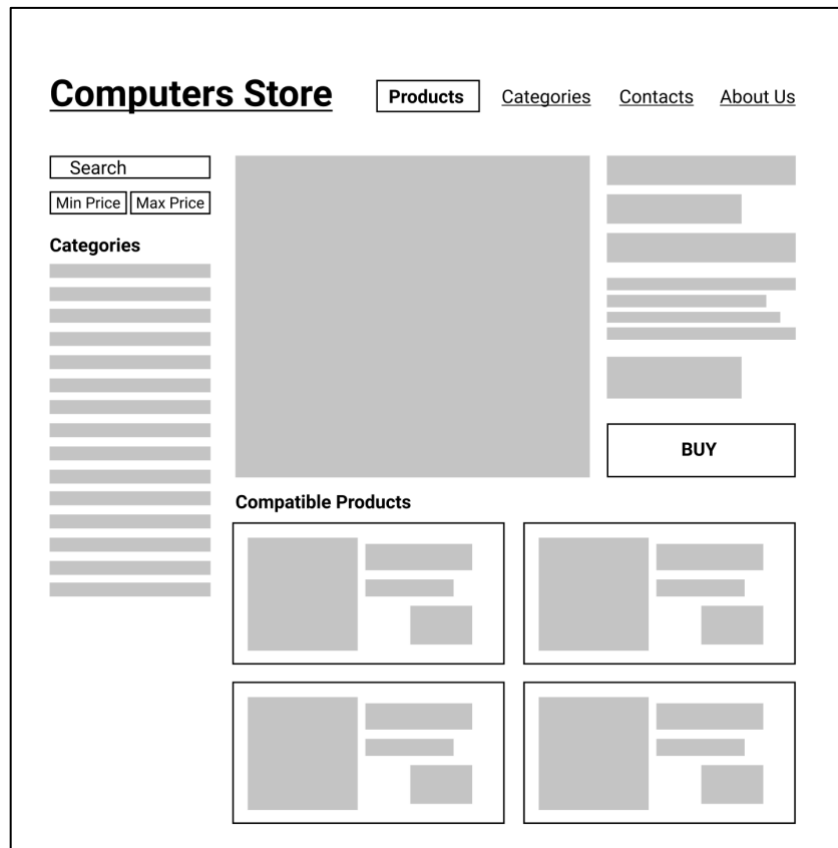 Computers Store
Products
Categories
Contacts
About Us
Search
Min Price
Max Price
Categories
BUY
Compatible Products